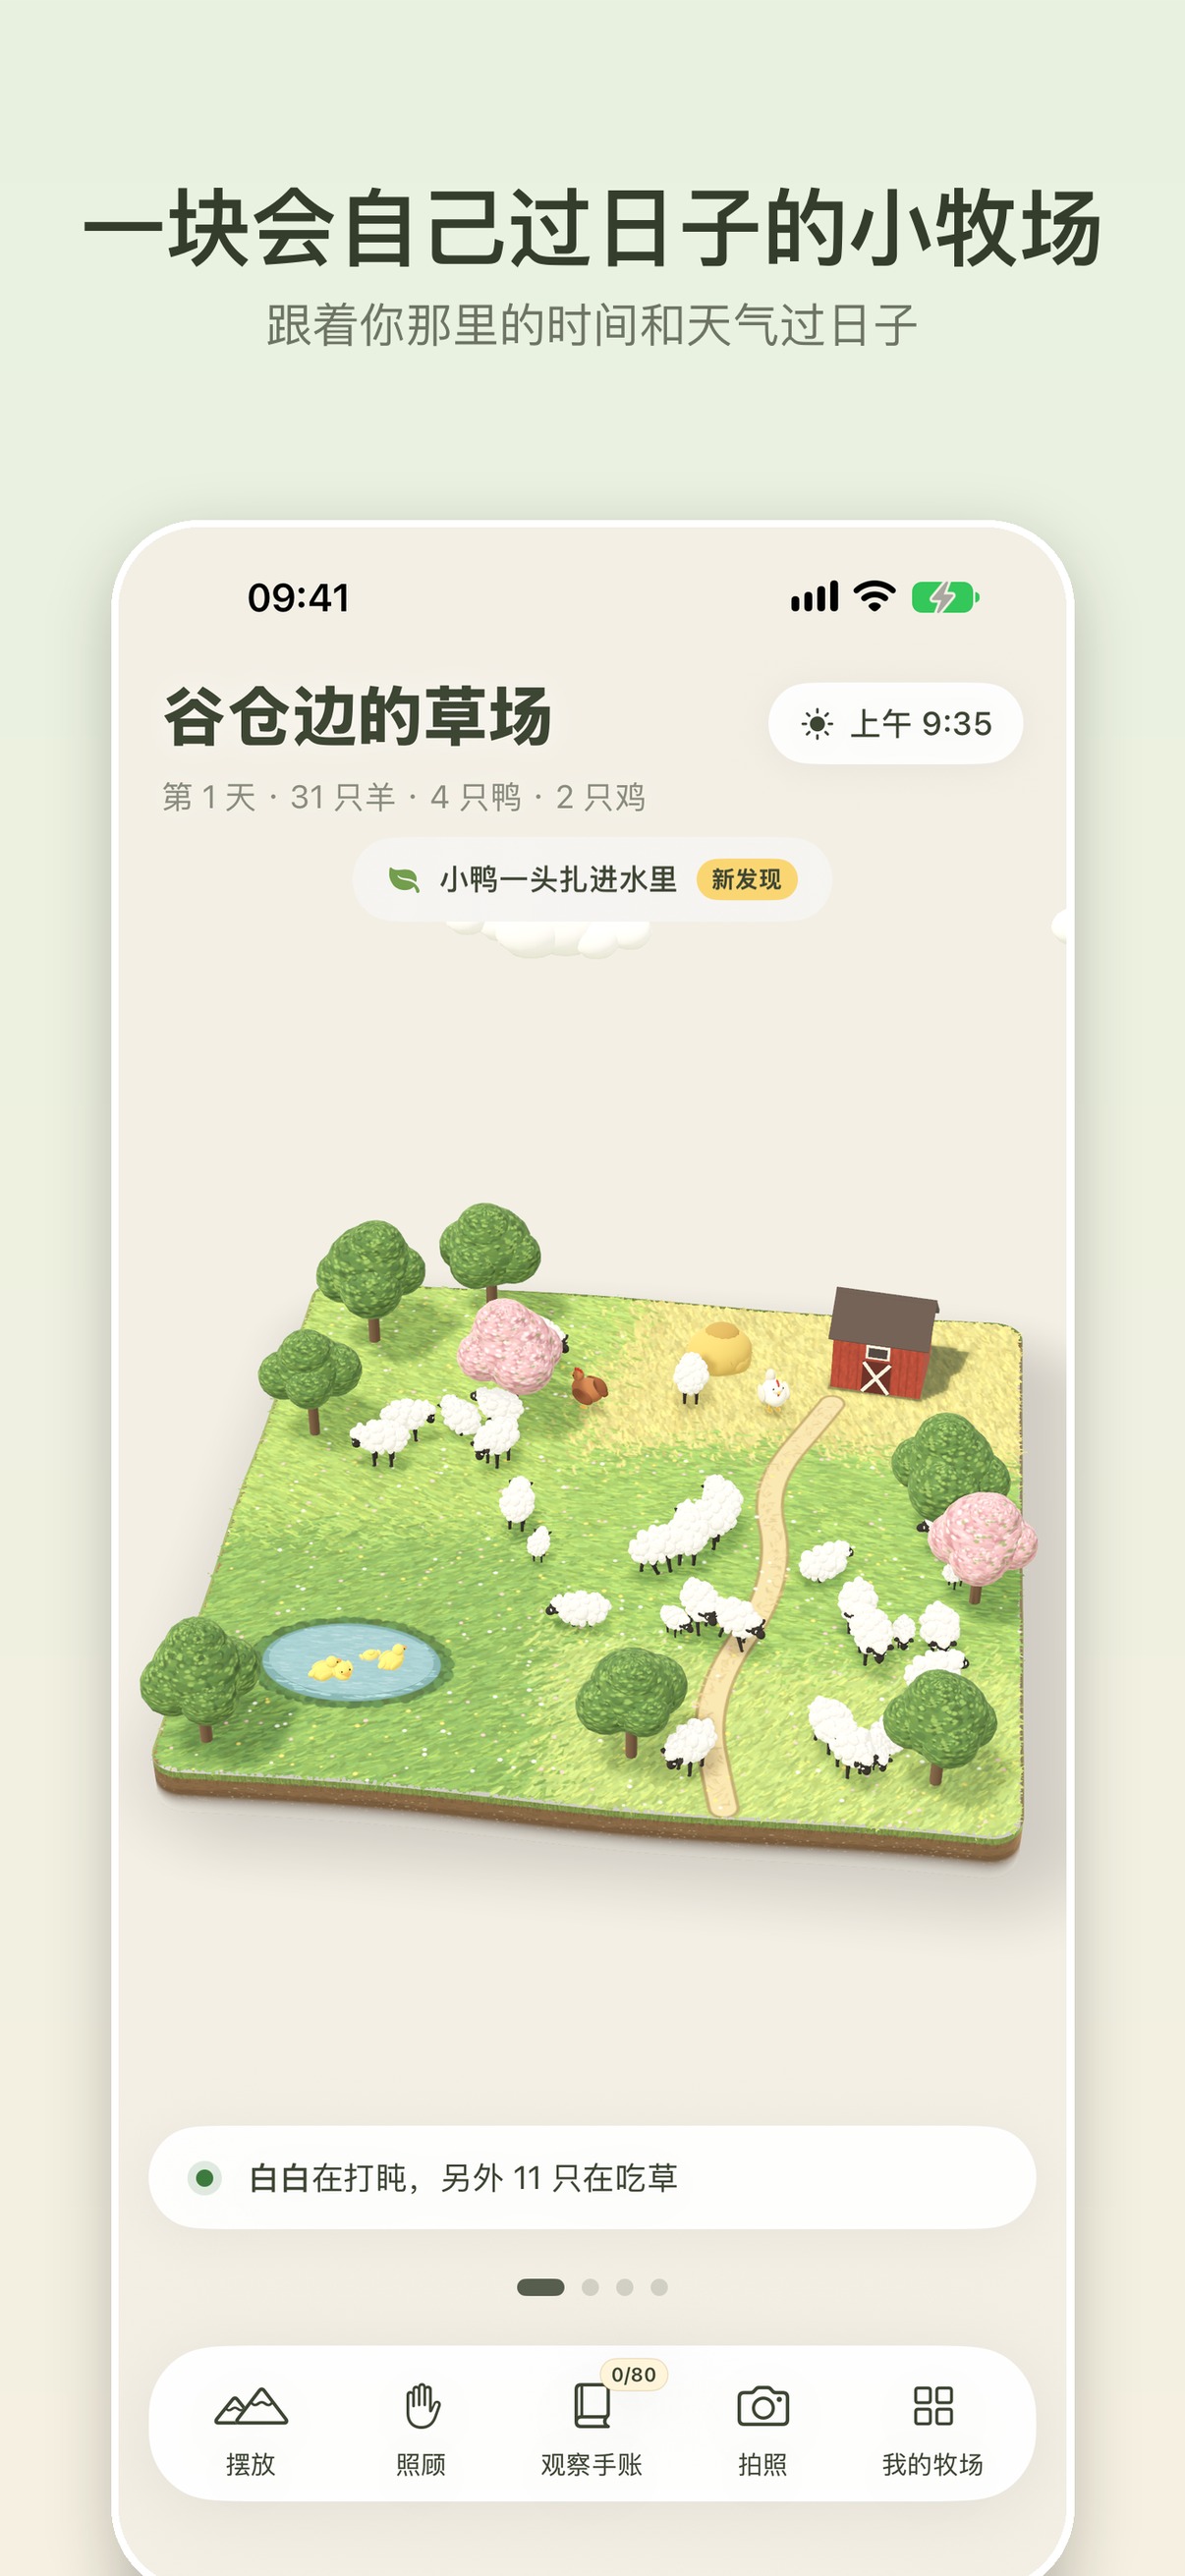 一块会自己过日子的小牧场
跟着你那里的时间和天气过日子
09:41
谷仓边的草场
上午 9:35
第 1 天 · 31 只羊 · 4 只鸭 · 2 只鸡
小鸭一头扎进水里 新发现
白白在打盹，另外 11 只在吃草
0/80
摆放 照顾 观察手账 拍照 我的牧场